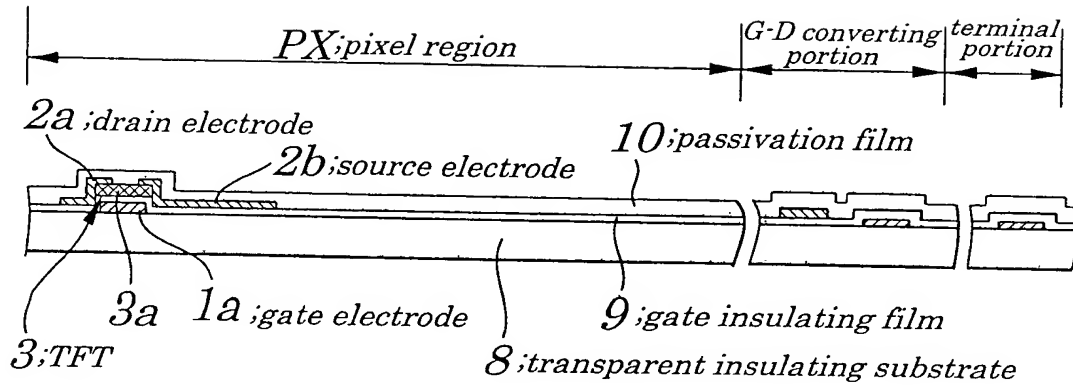 PX;pixel region
G-D converting portion
terminal portion
2a;drain electrode
2b;source electrode
10;passivation film
3a
1a;gate electrode
9;gate insulating film
3;TFT
8;transparent insulating substrate